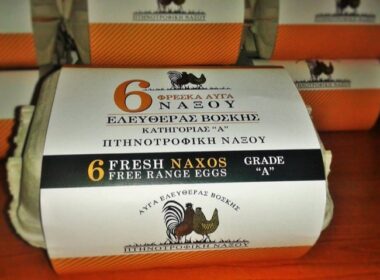 6 ΦΡΕΣΚΑ ΑΥΓΑ
ΝΑΞΟΥ
ΕΛΕΥΘΕΡΑΣ ΒΟΣΚΗΣ
ΚΑΤΗΓΟΡΙΑΣ "Α"
ΠΤΗΝΟΤΡΟΦΙΚΗ ΝΑΞΟΥ
6 FRESH NAXOS
FREE RANGE EGGS
GRADE
"A"
ΑΥΓΑ ΕΛΕΥΘΕΡΑΣ ΒΟΣΚΗΣ
ΠΤΗΝΟΤΡΟΦΙΚΗ ΝΑΞΟΥ